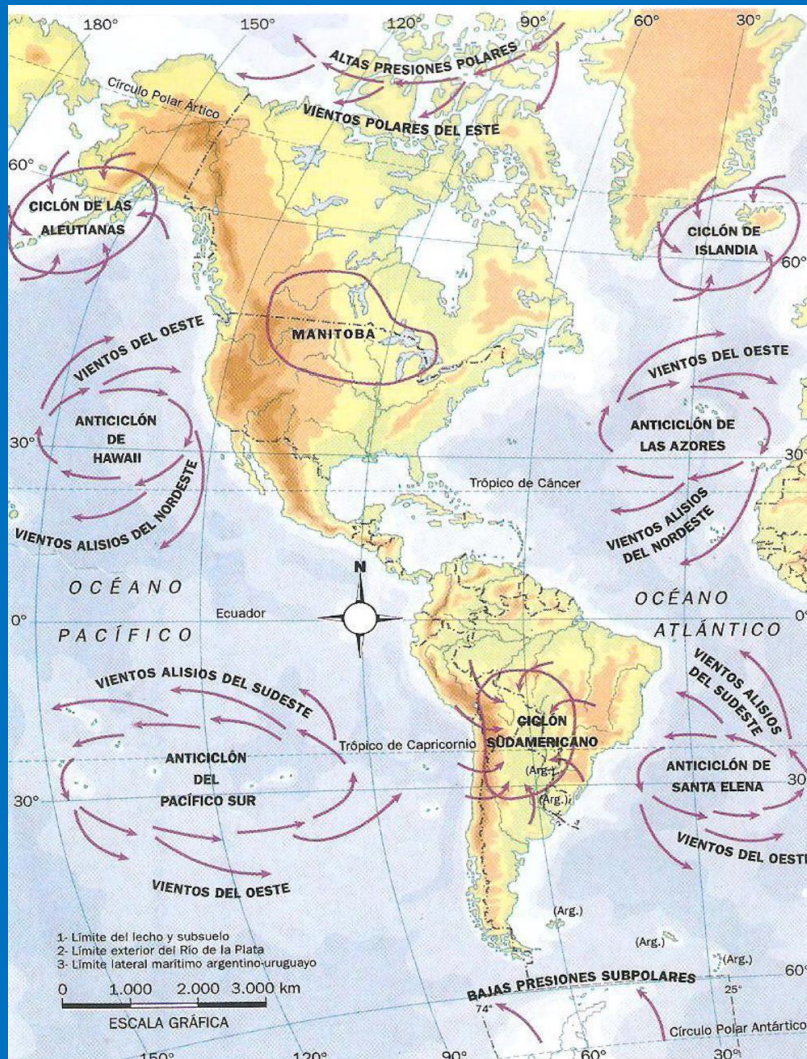 180°
150°
120°
90°
60°
30°
ALTAS PRESIONES POLARES
Círculo Polar Ártico
VIENTOS POLARES DEL ESTE
60°
CICLÓN DE LAS
ALEUTIANAS
CICLÓN DE
ISLANDIA
60°
MANITOBA
VIENTOS DEL OESTE
VIENTOS DEL OESTE
ANTICICLÓN
DE
HAWAII
ANTICICLÓN DE
LAS AZORES
30°
30°
Trópico de Cáncer
VIENTOS ALISIOS DEL NORDESTE
VIENTOS ALISIOS
DEL NORDESTE
N
OCÉANO
PACÍFICO
OCÉANO
ATLÁNTICO
Ecuador
0°
0°
VIENTOS ALISIOS DEL SUDESTE
VIENTOS ALISIOS
DEL SUDESTE
CICLÓN
SUDAMERICANO
Trópico de Capricornio
ANTICICLÓN
DEL
PACÍFICO SUR
ANTICICLÓN DE
SANTA ELENA
(Arg.)
(Arg.)
30°
30°
VIENTOS DEL OESTE
VIENTOS DEL OESTE
(Arg.)
(Arg.)
(Arg.)
1- Límite del lecho y subsuelo
2- Límite exterior del Río de la Plata
3- Límite lateral marítimo argentino-uruguayo
0 1.000 2.000 3.000 km
ESCALA GRÁFICA
BAJAS PRESIONES SUBPOLARES
60°
74°
25°
Círculo Polar Antártico
150°
120°
90°
60°
30°